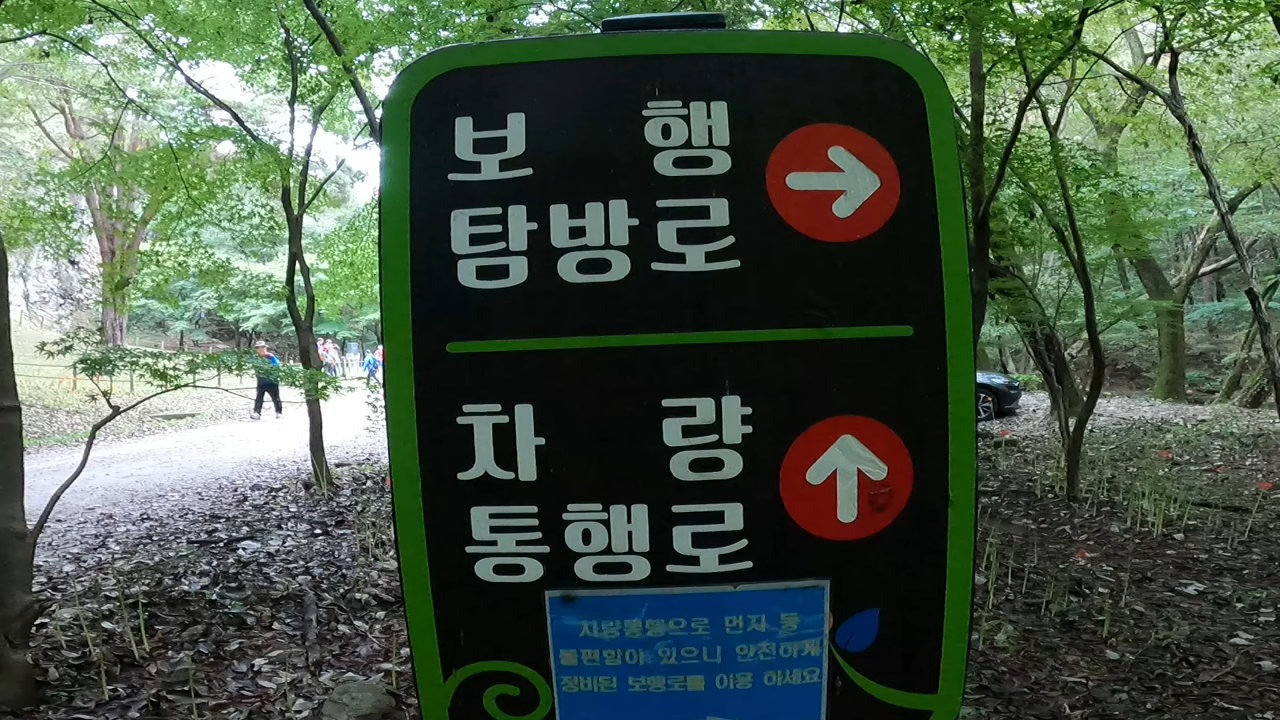 보 행
탐방로
차 량
통행로
차량통행으로 먼지 등
불편함이 있으니 안전하게
정비된 보행로를 이용 하세요